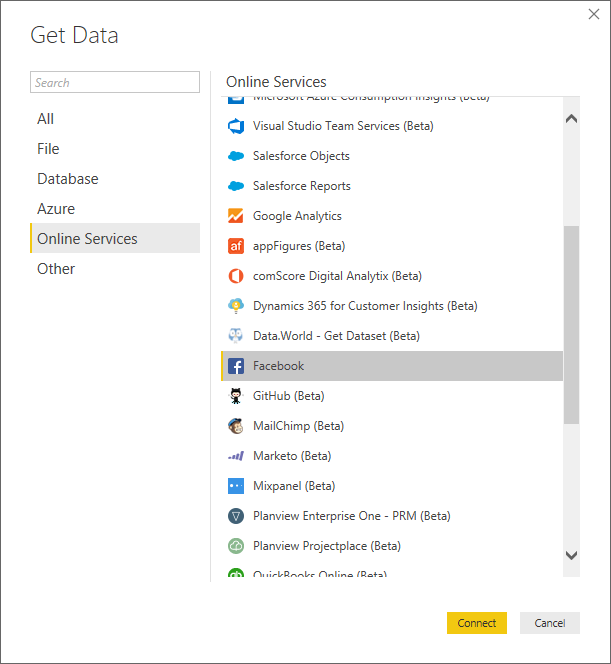 Get Data
Search
All
File
Database
Azure
Online Services
Other
Online Services
Microsoft Azure Consumption Insights (Beta)
Visual Studio Team Services (Beta)
Salesforce Objects
Salesforce Reports
Google Analytics
af
appFigures (Beta)
comScore Digital Analytix (Beta)
Dynamics 365 for Customer Insights (Beta)
Data.World - Get Dataset (Beta)
Facebook
GitHub (Beta)
MailChimp (Beta)
Marketo (Beta)
Mixpanel (Beta)
Planview Enterprise One - PRM (Beta)
Planview Projectplace (Beta)
QuickBooks Online (Beta)
Connect
Cancel